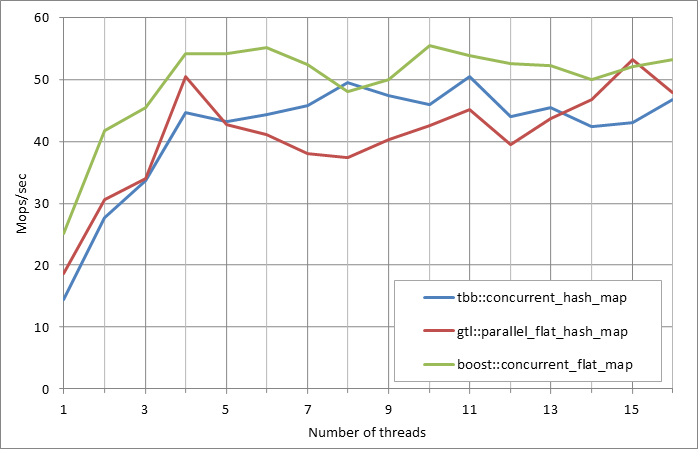 60
50
40
30
20
10
0
Mops/sec
1 3 5 7 9 11 13 15
Number of threads
tbb::concurrent_hash_map
gtl::parallel_flat_hash_map
boost::concurrent_flat_map